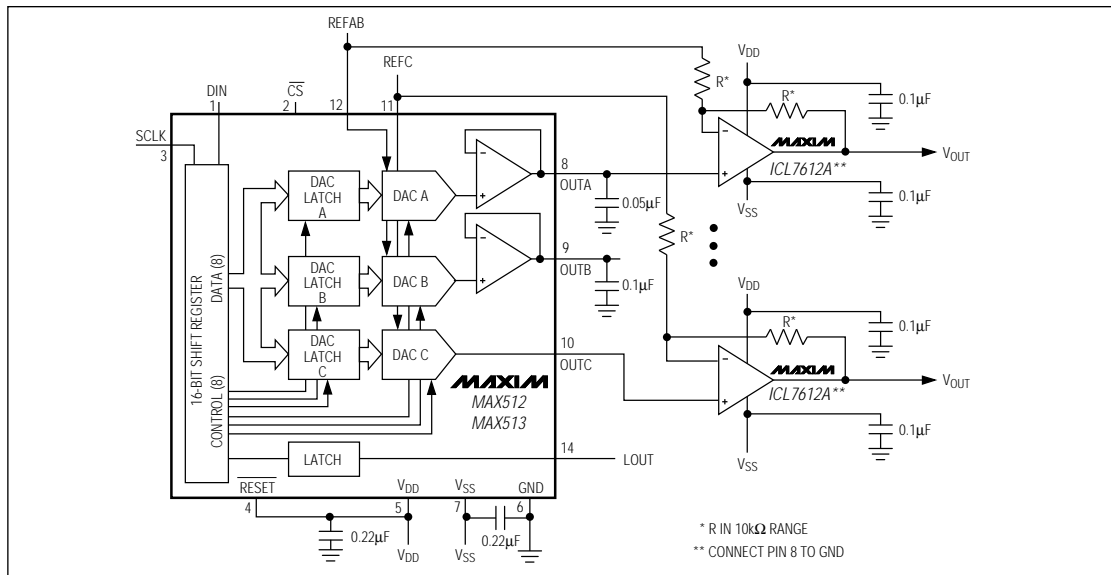 REFAB
REFC
DIN
1
CS
2
12
11
SCLK
3
16-BIT SHIFT REGISTER
DATA (8)
CONTROL (8)
DAC LATCH A
DAC A
DAC LATCH B
DAC B
DAC LATCH C
DAC C
LATCH
-
+
8
OUTA
0.05µF
-
+
9
OUTB
0.1µF
10
OUTC
MAXIM
MAX512
MAX513
14
LOUT
RESET
4
VDD
5
VSS
7
GND
6
0.22µF
VDD
VSS
0.22µF
R*
VDD
0.1µF
R*
-
+
MAXIM
ICL7612A**
VOUT
VSS
0.1µF
R*
VDD
0.1µF
R*
-
+
MAXIM
ICL7612A**
VOUT
VSS
0.1µF
* R IN 10kΩ RANGE
** CONNECT PIN 8 TO GND